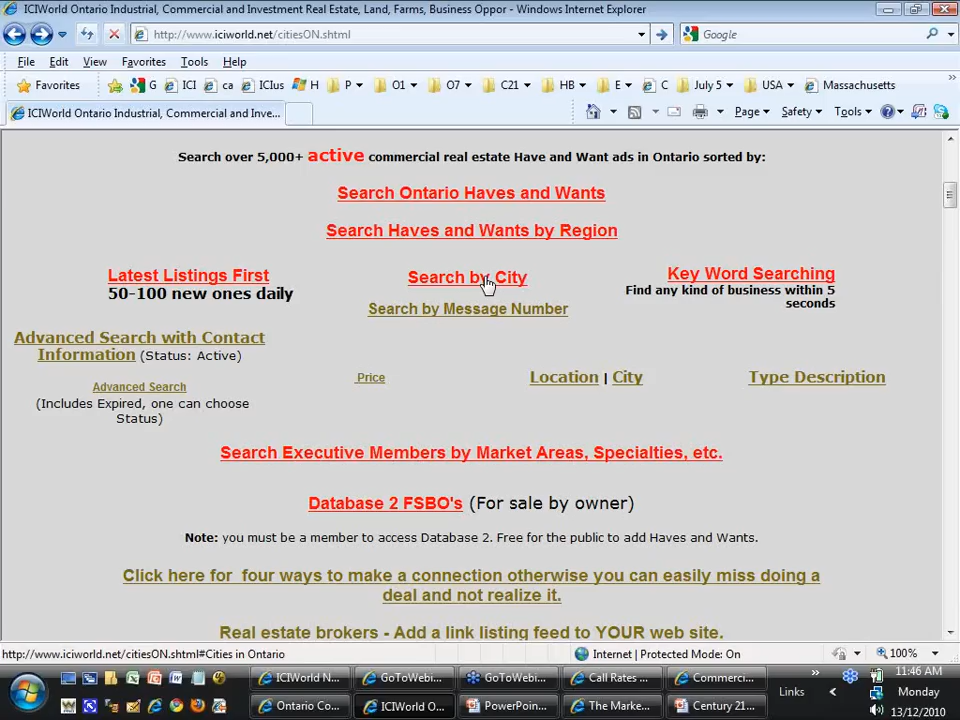 ICIWorld Ontario Industrial, Commercial and Investment Real Estate, Land, Farms, Business Oppor - Windows Internet Explorer
http://www.iciworld.net/citiesON.shtml
Google
File Edit View Favorites Tools Help
Favorites G ICI ca ICIus H P O1 O7 C21 HB E C July 5 USA Massachusetts
ICIWorld Ontario Industrial, Commercial and Inve... Page Safety Tools
Search over 5,000+ active commercial real estate Have and Want ads in Ontario sorted by:
Search Ontario Haves and Wants
Search Haves and Wants by Region
Latest Listings First
50-100 new ones daily
Search by City
Search by Message Number
Key Word Searching
Find any kind of business within 5
seconds
Advanced Search with Contact
Information (Status: Active)
Advanced Search
(Includes Expired, one can choose
Status)
Price
Location | City
Type Description
Search Executive Members by Market Areas, Specialties, etc.
Database 2 FSBO's (For sale by owner)
Note: you must be a member to access Database 2. Free for the public to add Haves and Wants.
Click here for four ways to make a connection otherwise you can easily miss doing a
deal and not realize it.
Real estate brokers - Add a link listing feed to YOUR web site.
http://www.iciworld.net/citiesON.shtml#Cities in Ontario Internet | Protected Mode: On 100%
ICIWorld N... GoToWebi... GoToWebi... Call Rates ... Commerci... 11:46 AM
Links Monday
Ontario Co... ICIWorld O... PowerPoin... The Marke... Century 21... 13/12/2010